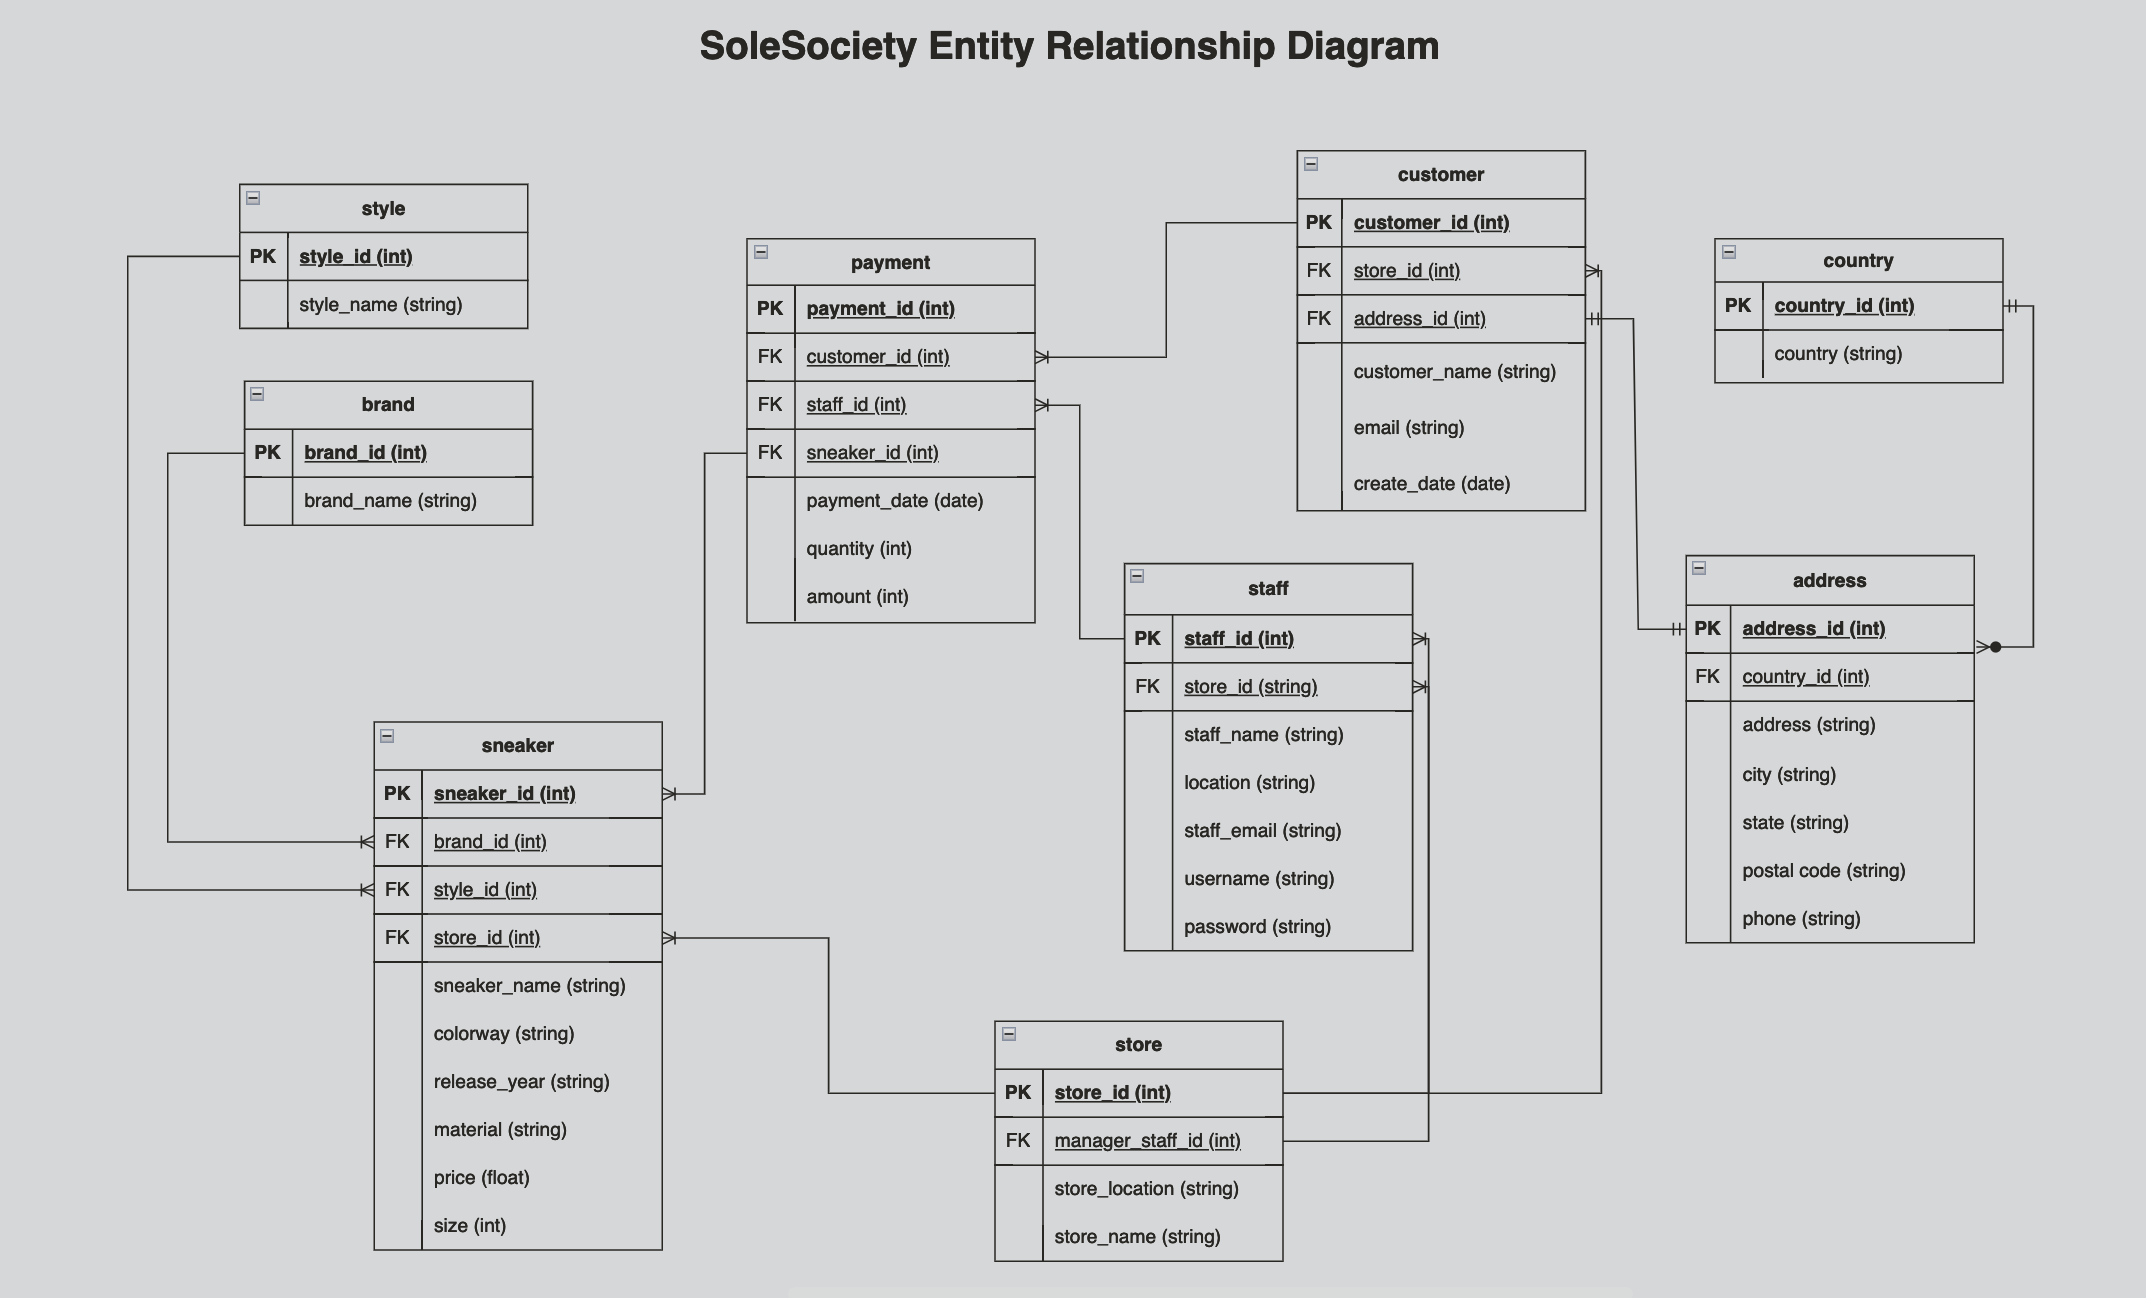 SoleSociety Entity Relationship Diagram
style
PK style_id (int)
style_name (string)
brand
PK brand_id (int)
brand_name (string)
payment
PK payment_id (int)
FK customer_id (int)
FK staff_id (int)
FK sneaker_id (int)
payment_date (date)
quantity (int)
amount (int)
customer
PK customer_id (int)
FK store_id (int)
FK address_id (int)
customer_name (string)
email (string)
create_date (date)
country
PK country_id (int)
country (string)
staff
PK staff_id (int)
FK store_id (string)
staff_name (string)
location (string)
staff_email (string)
username (string)
password (string)
address
PK address_id (int)
FK country_id (int)
address (string)
city (string)
state (string)
postal code (string)
phone (string)
sneaker
PK sneaker_id (int)
FK brand_id (int)
FK style_id (int)
FK store_id (int)
sneaker_name (string)
colorway (string)
release_year (string)
material (string)
price (float)
size (int)
store
PK store_id (int)
FK manager_staff_id (int)
store_location (string)
store_name (string)